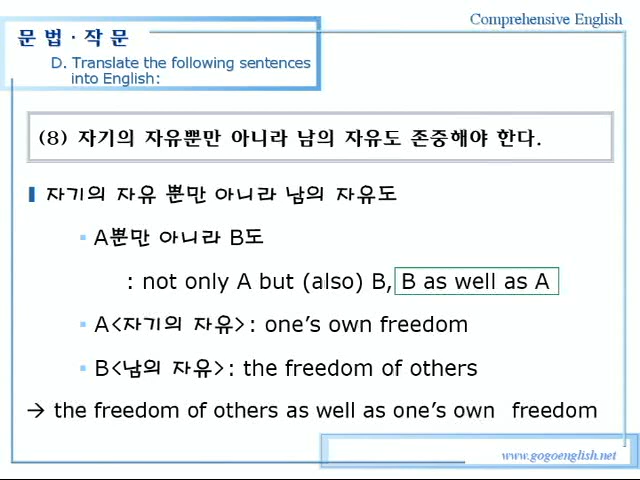 Comprehensive English
문 법 · 작 문
D. Translate the following sentences
into English:
(8) 자기의 자유뿐만 아니라 남의 자유도 존중해야 한다.
자기의 자유 뿐만 아니라 남의 자유도
A뿐만 아니라 B도
: not only A but (also) B, B as well as A
A<자기의 자유>: one's own freedom
B<남의 자유>: the freedom of others
→ the freedom of others as well as one's own freedom
www.gogoenglish.net